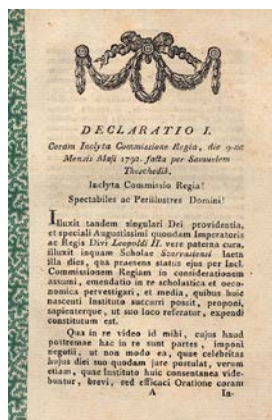 DECLARATIO I.
Coram Inclyta Commissione Regia, die 9-na
Mensis Maji 1792. facta per Samuelem
Theschedik.
Inclyta Commissio Regia!
Spectabiles ac Perillustres Domini!
Illuxit tandem singulari Dei providentia,
et speciali Augustissimi quondam Imperatoris
ac Regis Divi Leopoldi II. vere paterna cura,
illuxit inquam Scholae Szarvasiensi laeta
illa dies, qua praesens status ejus per Incl.
Commissionem Regiam in considerationem
assumi, emendatio in re scholastica et oeco-
nomica pervestigari, et media, quibus huic
nascenti Instituto succurri possit, proponi,
sapienterque, ut suo loco referatur, expendi
constitutum est.
Qua in re video id mihi, cujus haud
postremae hac in re sunt partes, imponi
negotii, ut non modo ea, quae celebritas
hujus diei suo quodam jure postulat, verum
etiam, quae Instituto huic consentanea vide-
buntur, brevi, sed efficaci Oratione coram
A In-